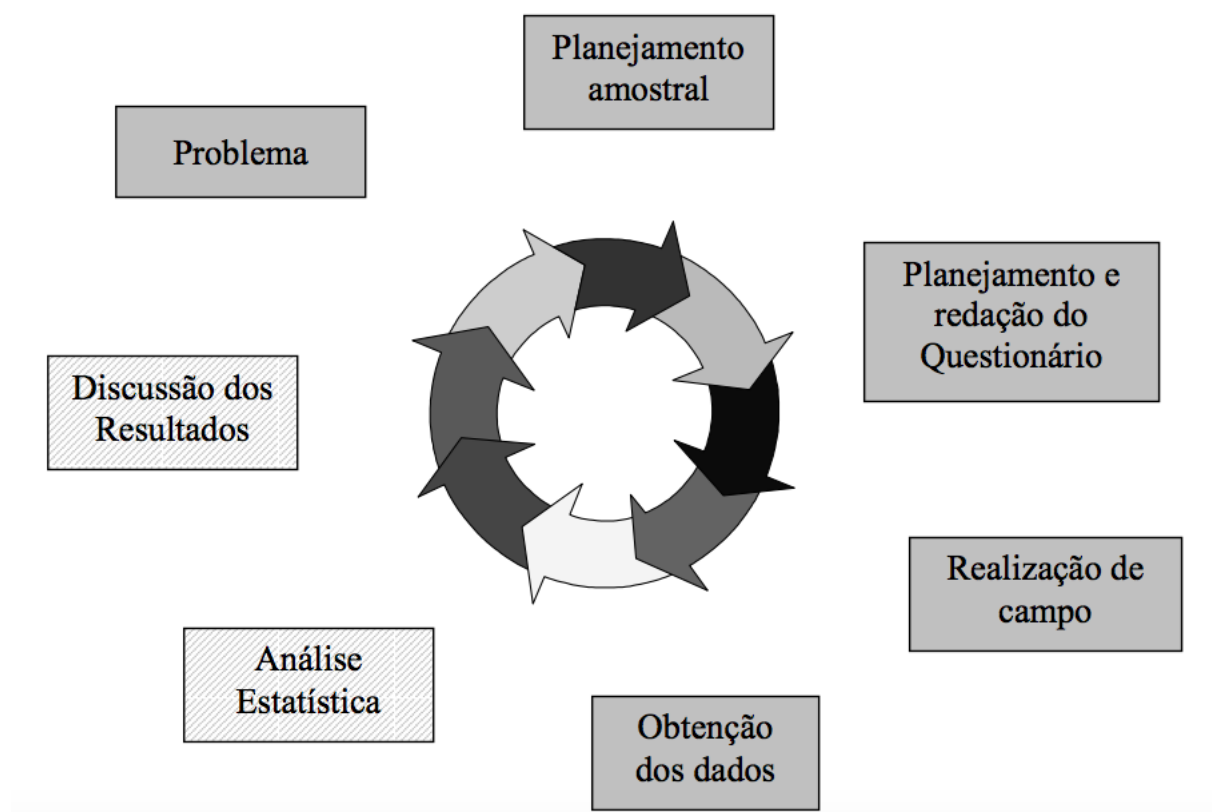 Planejamento
amostral
Problema
Planejamento e
redação do
Questionário
Discussão dos
Resultados
Realização de
campo
Análise
Estatística
Obtenção
dos dados